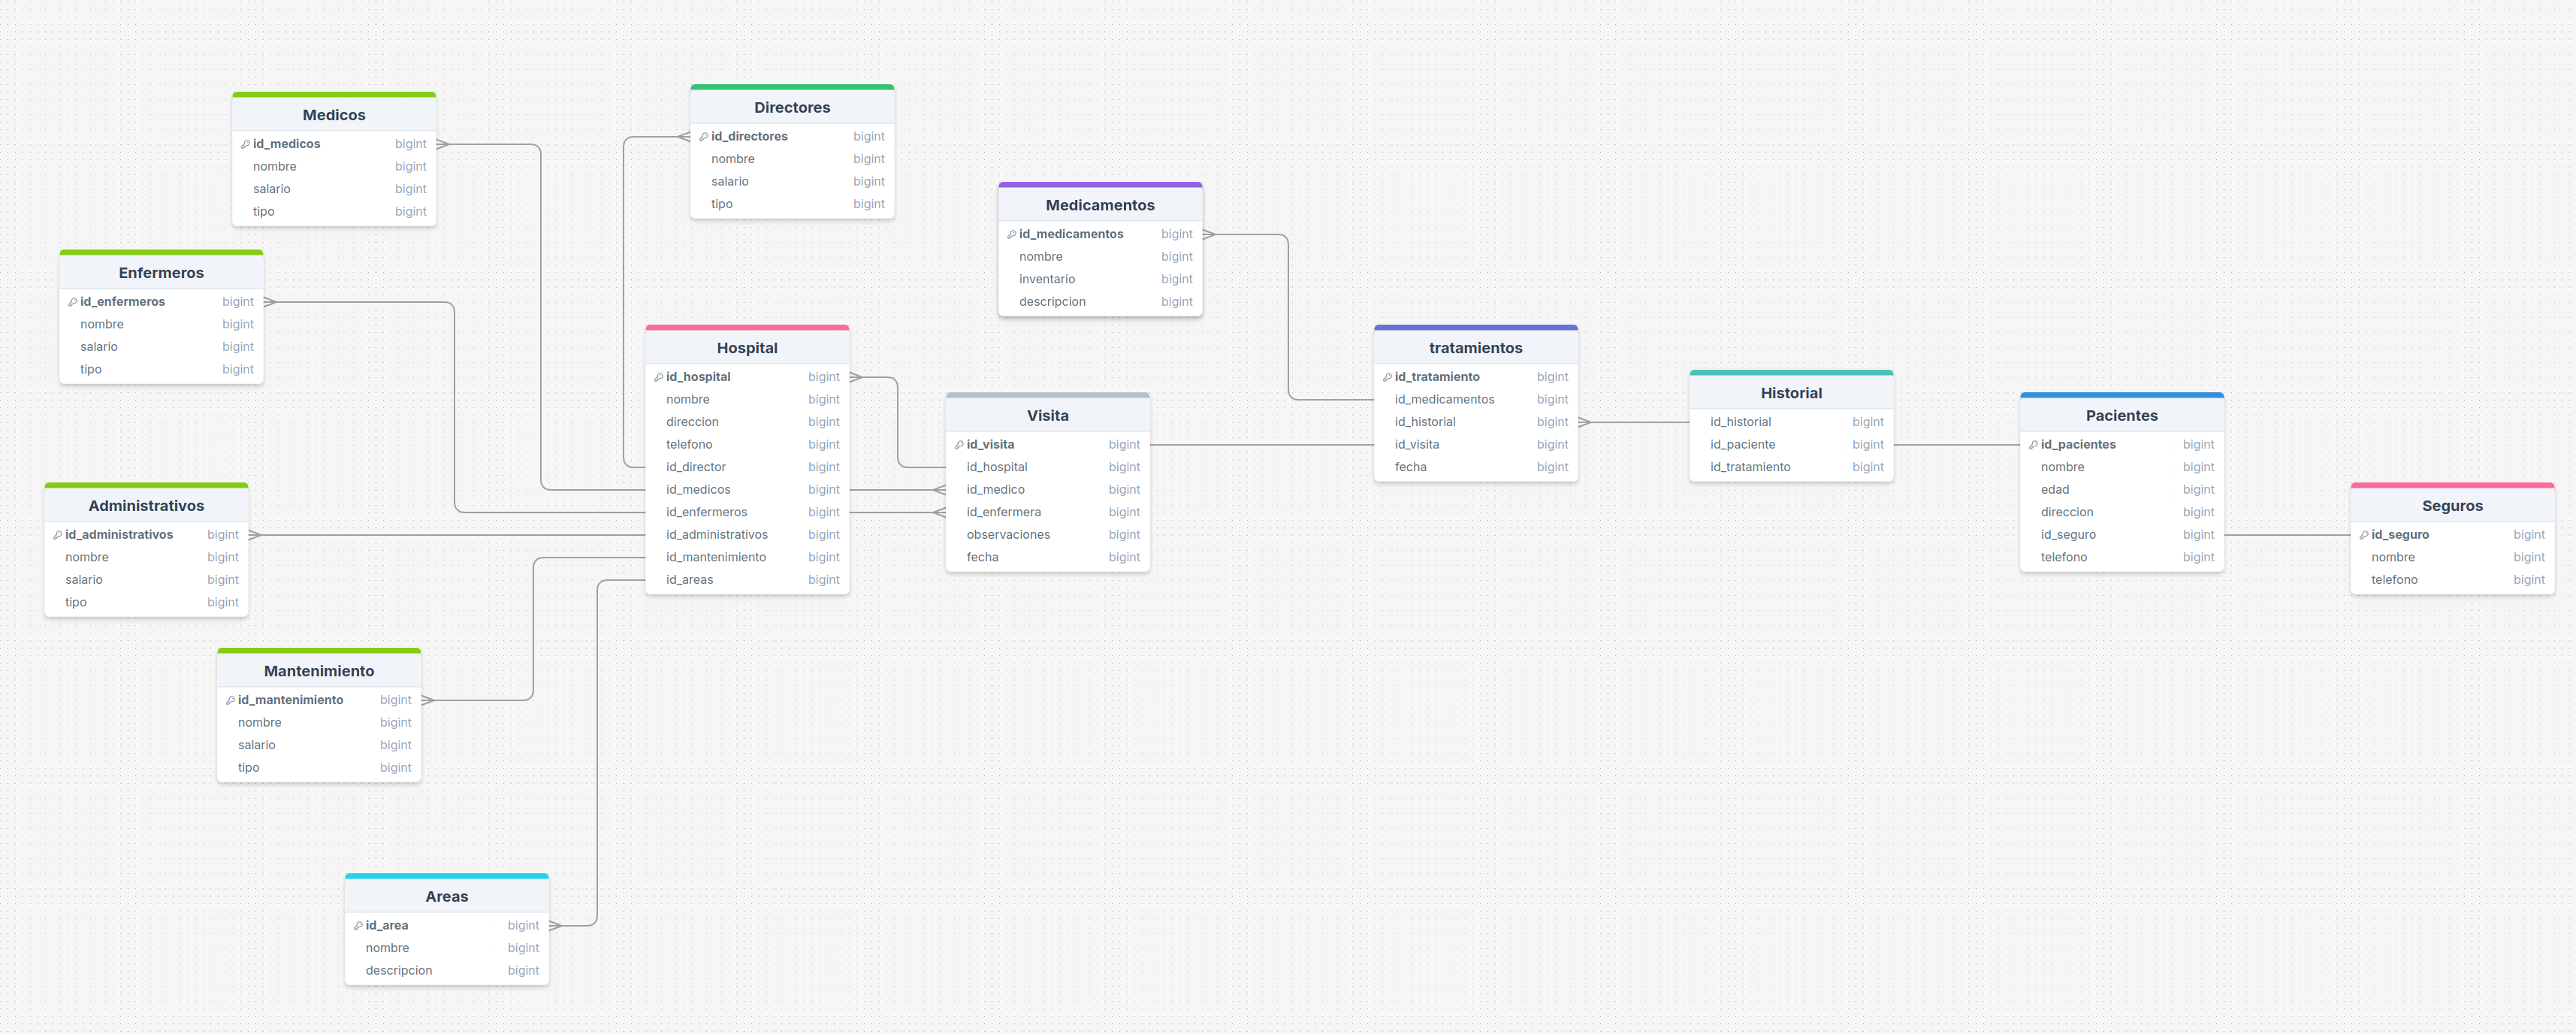 Medicos
id_medicos bigint
nombre bigint
salario bigint
tipo bigint
Directores
id_directores bigint
nombre bigint
salario bigint
tipo bigint
Medicamentos
id_medicamentos bigint
nombre bigint
inventario bigint
descripcion bigint
Enfermeros
id_enfermeros bigint
nombre bigint
salario bigint
tipo bigint
Hospital
id_hospital bigint
nombre bigint
direccion bigint
telefono bigint
id_director bigint
id_medicos bigint
id_enfermeros bigint
id_administrativos bigint
id_mantenimiento bigint
id_areas bigint
Visita
id_visita bigint
id_hospital bigint
id_medico bigint
id_enfermera bigint
observaciones bigint
fecha bigint
tratamientos
id_tratamiento bigint
id_medicamentos bigint
id_historial bigint
id_visita bigint
fecha bigint
Historial
id_historial bigint
id_paciente bigint
id_tratamiento bigint
Pacientes
id_pacientes bigint
nombre bigint
edad bigint
direccion bigint
id_seguro bigint
telefono bigint
Seguros
id_seguro bigint
nombre bigint
telefono bigint
Administrativos
id_administrativos bigint
nombre bigint
salario bigint
tipo bigint
Mantenimiento
id_mantenimiento bigint
nombre bigint
salario bigint
tipo bigint
Areas
id_area bigint
nombre bigint
descripcion bigint